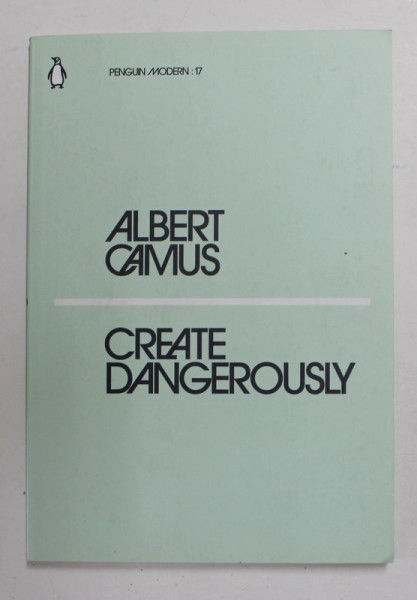 PENGUIN MODERN : 17
ALBERT
CAMUS
CREATE
DANGEROUSLY